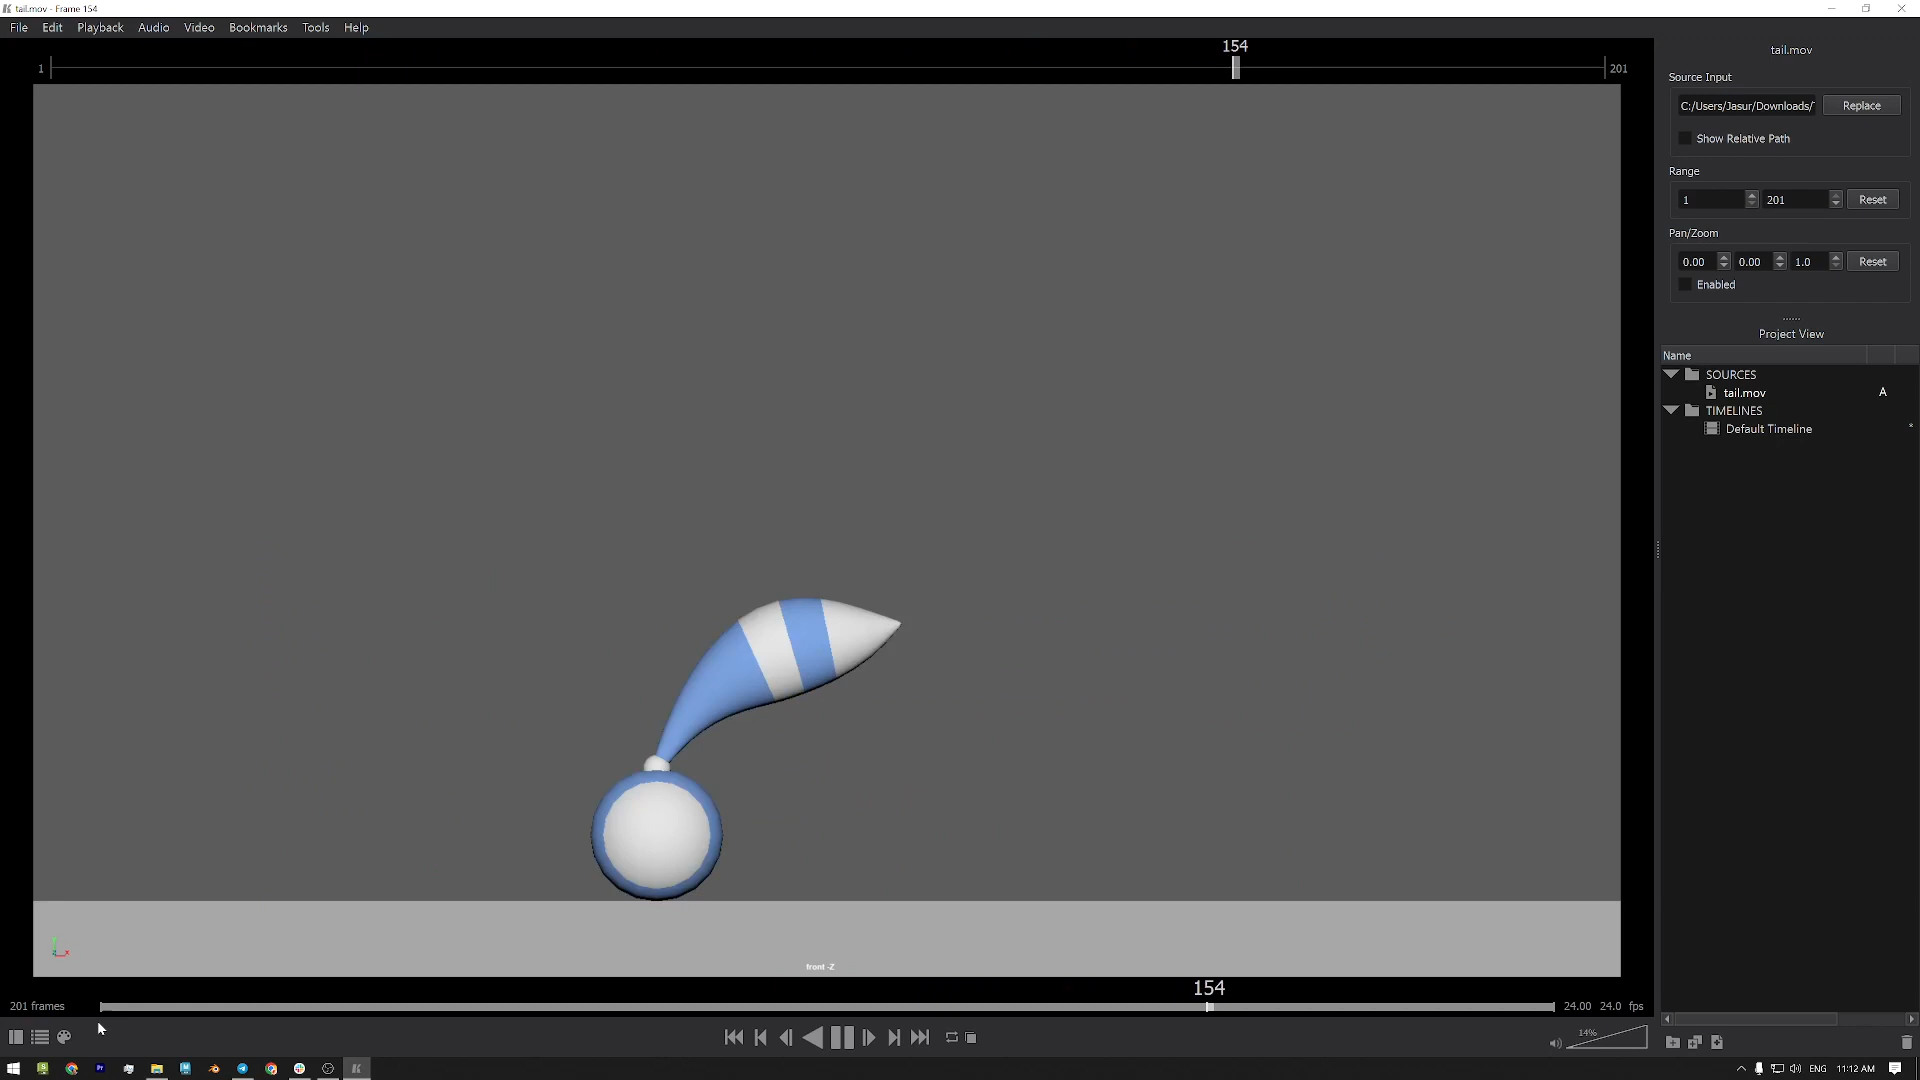 tail.mov - Frame 154
File Edit Playback Audio Video Bookmarks Tools Help
154
1 201
tail.mov
Source Input
C:/Users/Jasur/Downloads/ Replace
Show Relative Path
Range
1 201 Reset
Pan/Zoom
0.00 0.00 1.0 Reset
Enabled
Project View
Name
SOURCES
tail.mov A
TIMELINES
Default Timeline *
front -Z
154
201 frames 24.00 24.0 fps
14%
ENG 11:12 AM